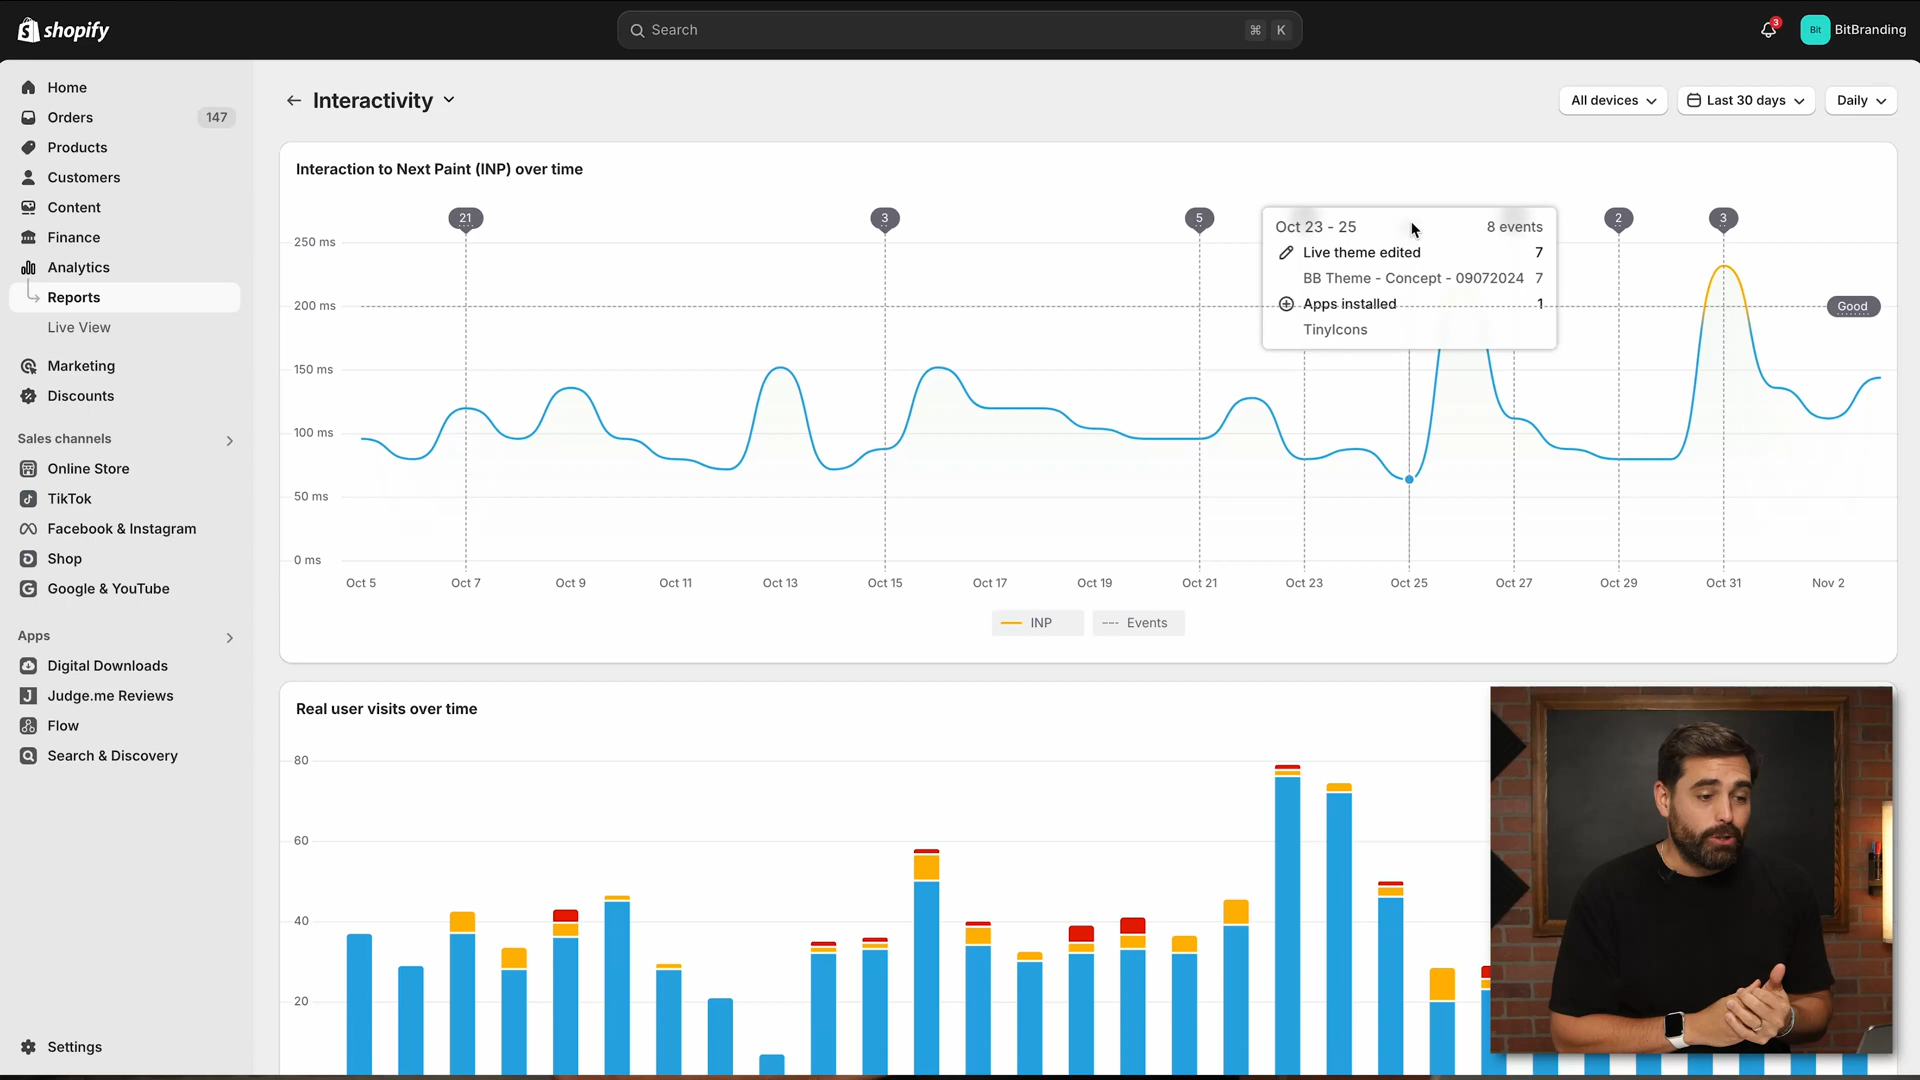 shopify
Search
⌘ K
3
Bit
BitBranding
Home
Orders 147
Products
Customers
Content
Finance
Analytics
Reports
Live View
Marketing
Discounts
Sales channels
Online Store
TikTok
Facebook & Instagram
Shop
Google & YouTube
Apps
Digital Downloads
Judge.me Reviews
Flow
Search & Discovery
Settings
Interactivity
All devices
Last 30 days
Daily
Interaction to Next Paint (INP) over time
21
3
5
2
3
Oct 23 - 25 8 events
Live theme edited 7
BB Theme - Concept - 09072024 7
Apps installed 1
TinyIcons
250 ms
200 ms
Good
150 ms
100 ms
50 ms
0 ms
Oct 5 Oct 7 Oct 9 Oct 11 Oct 13 Oct 15 Oct 17 Oct 19 Oct 21 Oct 23 Oct 25 Oct 27 Oct 29 Oct 31 Nov 2
INP Events
Real user visits over time
80
60
40
20